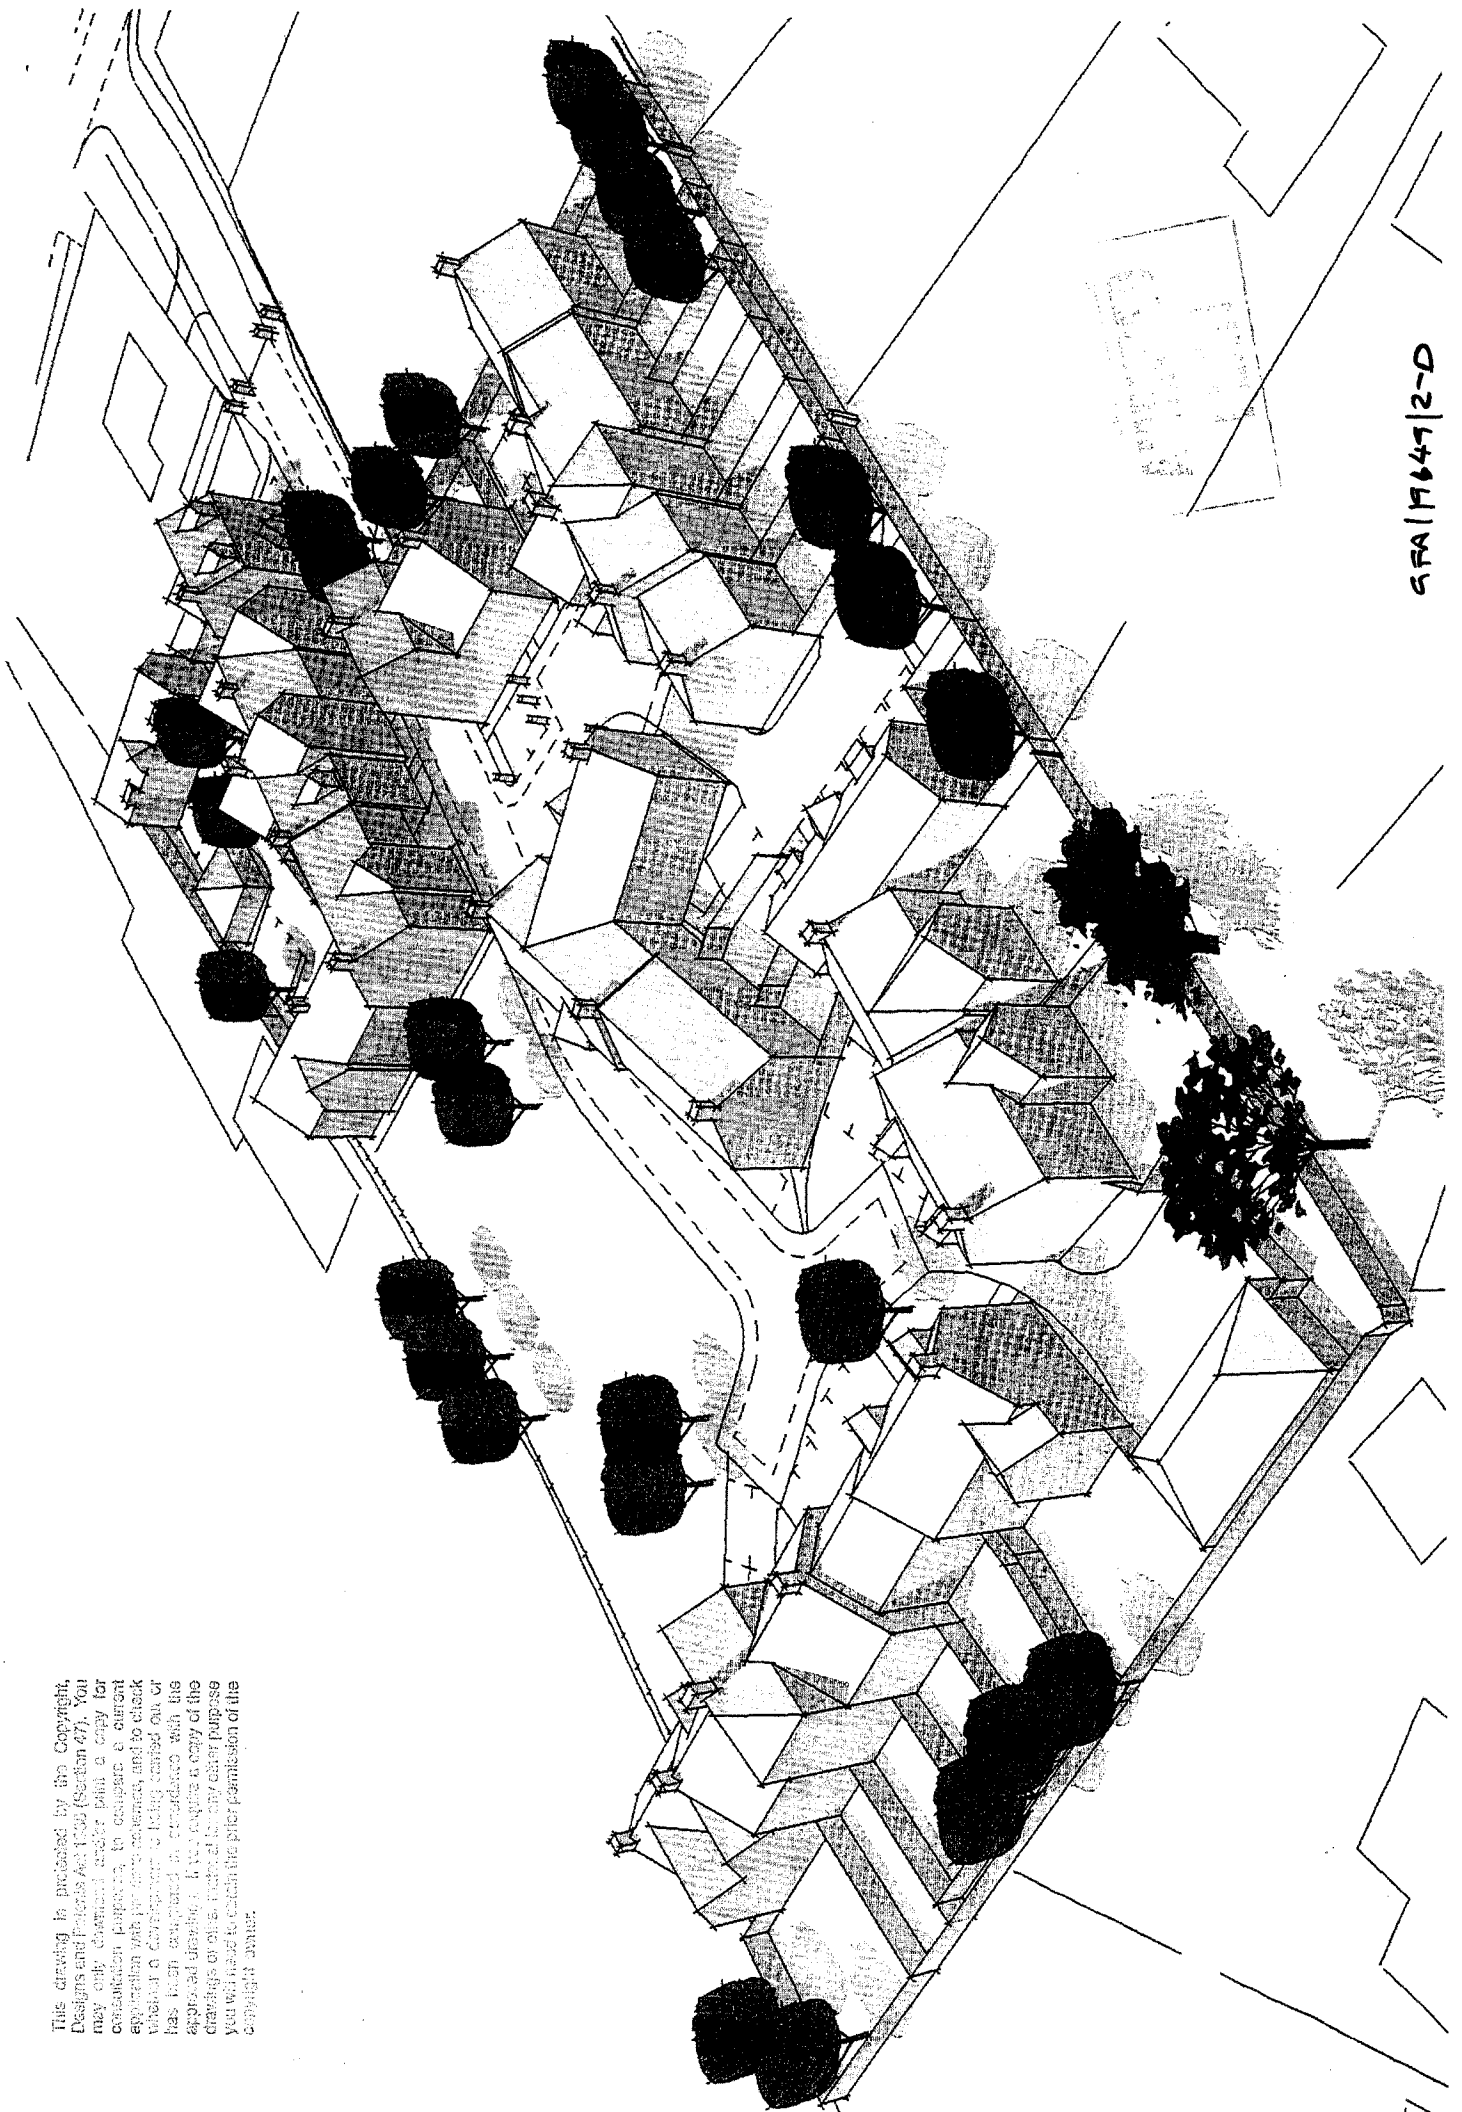 This drawing is protected by the Copyright,
Designs and Patents Act 1988 (Section 47). You
may only download and/or print a copy for
consultation purposes, to compare a current
application with previous schemes, and to check
whether a development is being carried out or
has been completed in accordance with the
approved drawings. If you require a copy of the
drawings or other material for any other purpose
you will need to obtain the prior permission of the
copyright owner.
GFA/19649/2-D